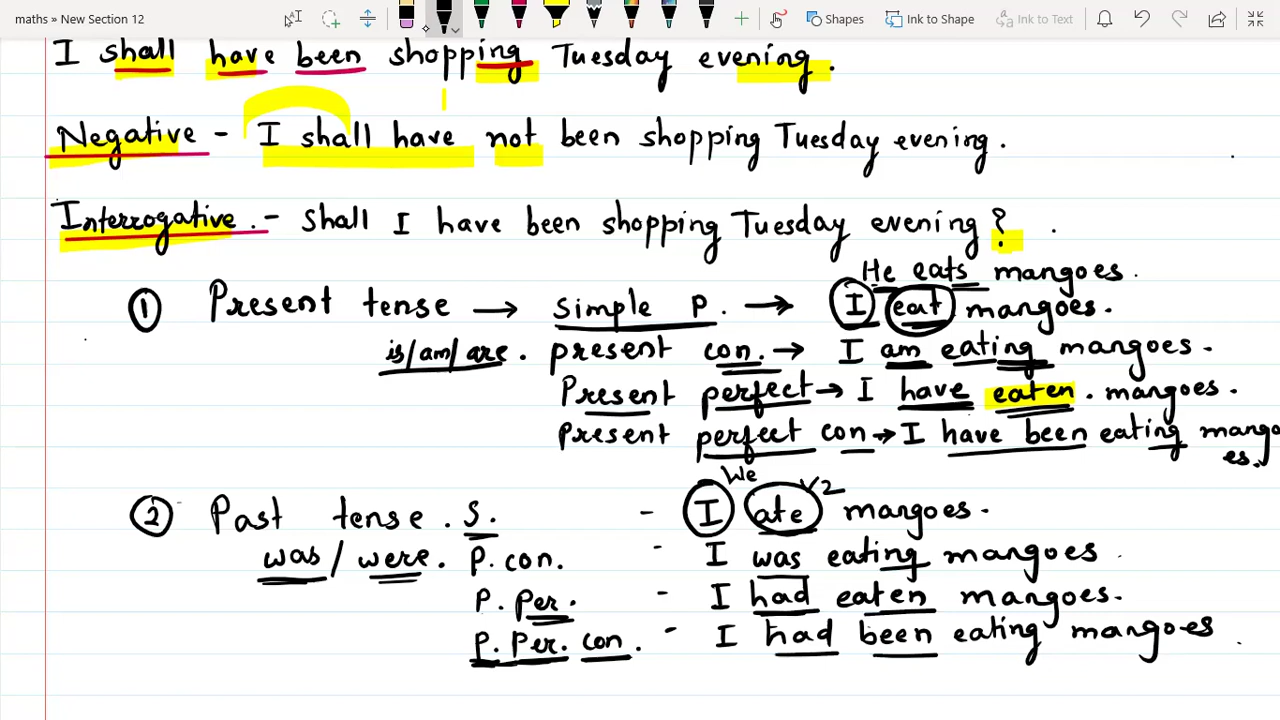 maths » New Section 12
Shapes Ink to Shape Ink to Text
I shall have been shopping Tuesday evening.
Negative - I shall have not been shopping Tuesday evening.
Interrogative. - Shall I have been shopping Tuesday evening?
He eats mangoes.
① Present tense → Simple P. → I eat mangoes.
is/am/are. present con. → I am eating mangoes.
Present perfect → I have eaten. mangoes.
Present perfect con → I have been eating mango
es.
We V2
② Past tense. S. - I ate mangoes.
was/were. P. con. - I was eating mangoes
P. Per. - I had eaten mangoes.
P. Per. con. - I had been eating mangoes.